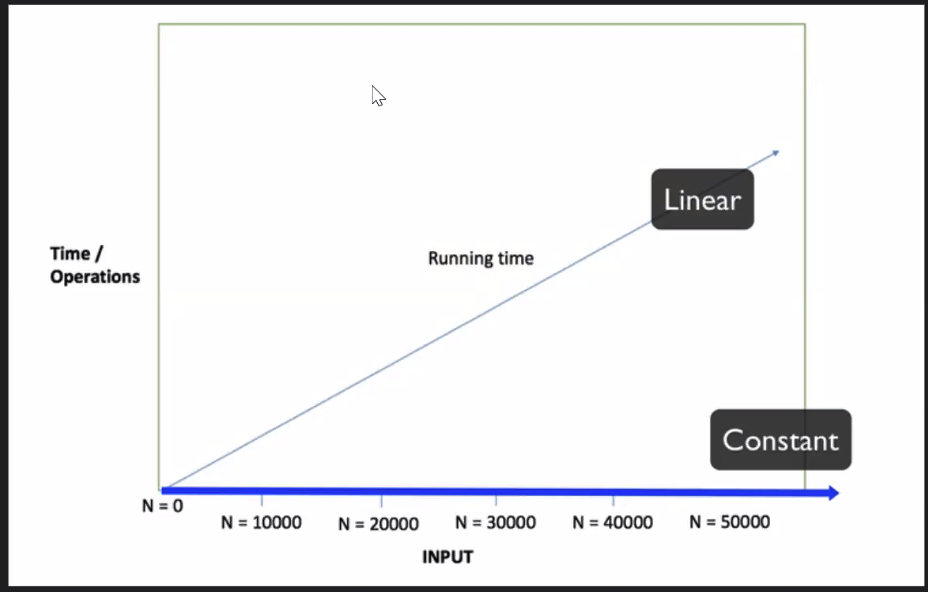 Linear
Time /
Operations
Running time
Constant
N = 0
N = 10000
N = 20000
N = 30000
N = 40000
N = 50000
INPUT